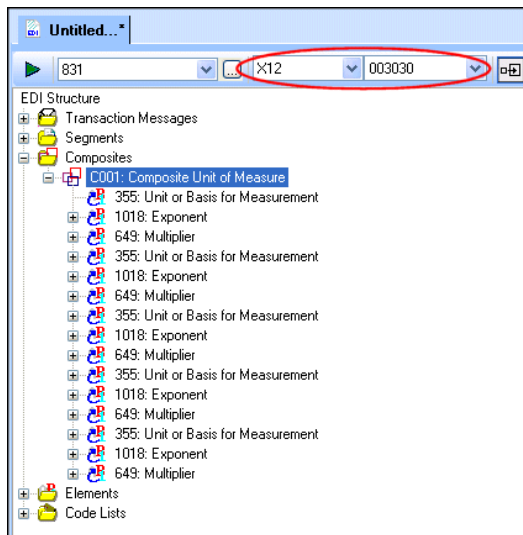 EDI Untitled...*
831 ... X12 003030
EDI Structure
Transaction Messages
Segments
Composites
C001: Composite Unit of Measure
355: Unit or Basis for Measurement
1018: Exponent
649: Multiplier
355: Unit or Basis for Measurement
1018: Exponent
649: Multiplier
355: Unit or Basis for Measurement
1018: Exponent
649: Multiplier
355: Unit or Basis for Measurement
1018: Exponent
649: Multiplier
355: Unit or Basis for Measurement
1018: Exponent
649: Multiplier
Elements
Code Lists